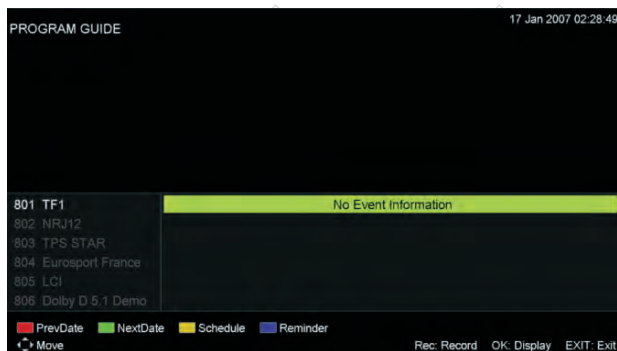 PROGRAM GUIDE
17 Jan 2007 02:28:49
801 TF1
No Event Information
802 NRJ12
803 TPS STAR
804 Eurosport France
805 LCI
806 Dolby D 5.1 Demo
PrevDate NextDate Schedule Reminder
Move Rec: Record OK: Display EXIT: Exit